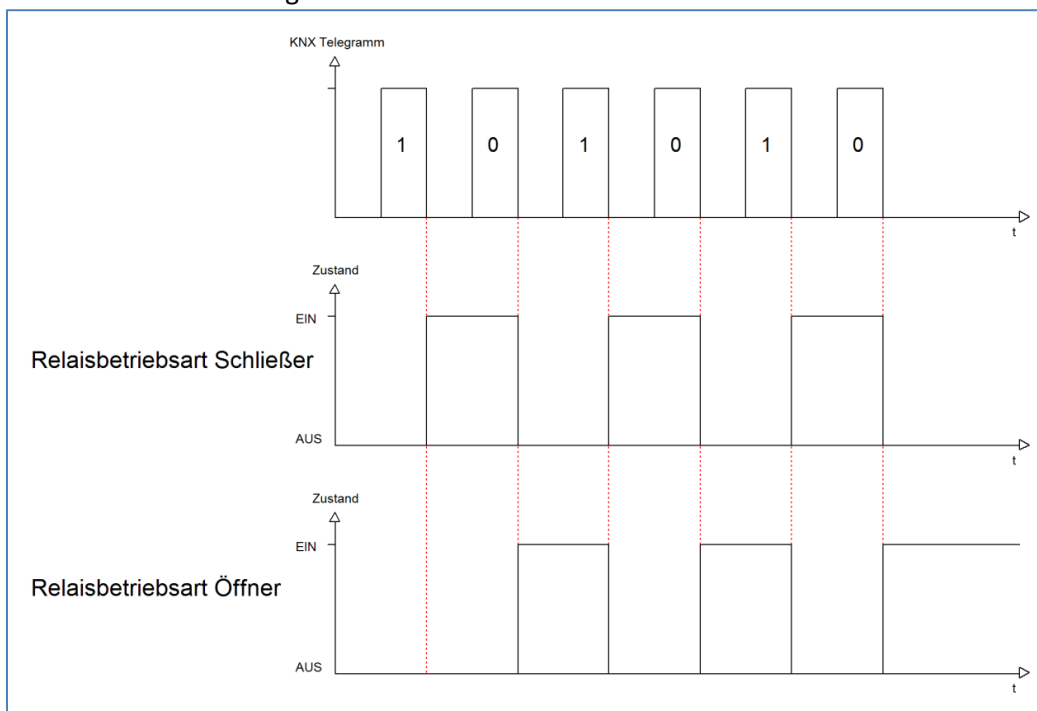 KNX Telegramm
1 0 1 0 1 0
t
Zustand
EIN
Relaisbetriebsart Schließer
AUS
t
Zustand
EIN
Relaisbetriebsart Öffner
AUS
t